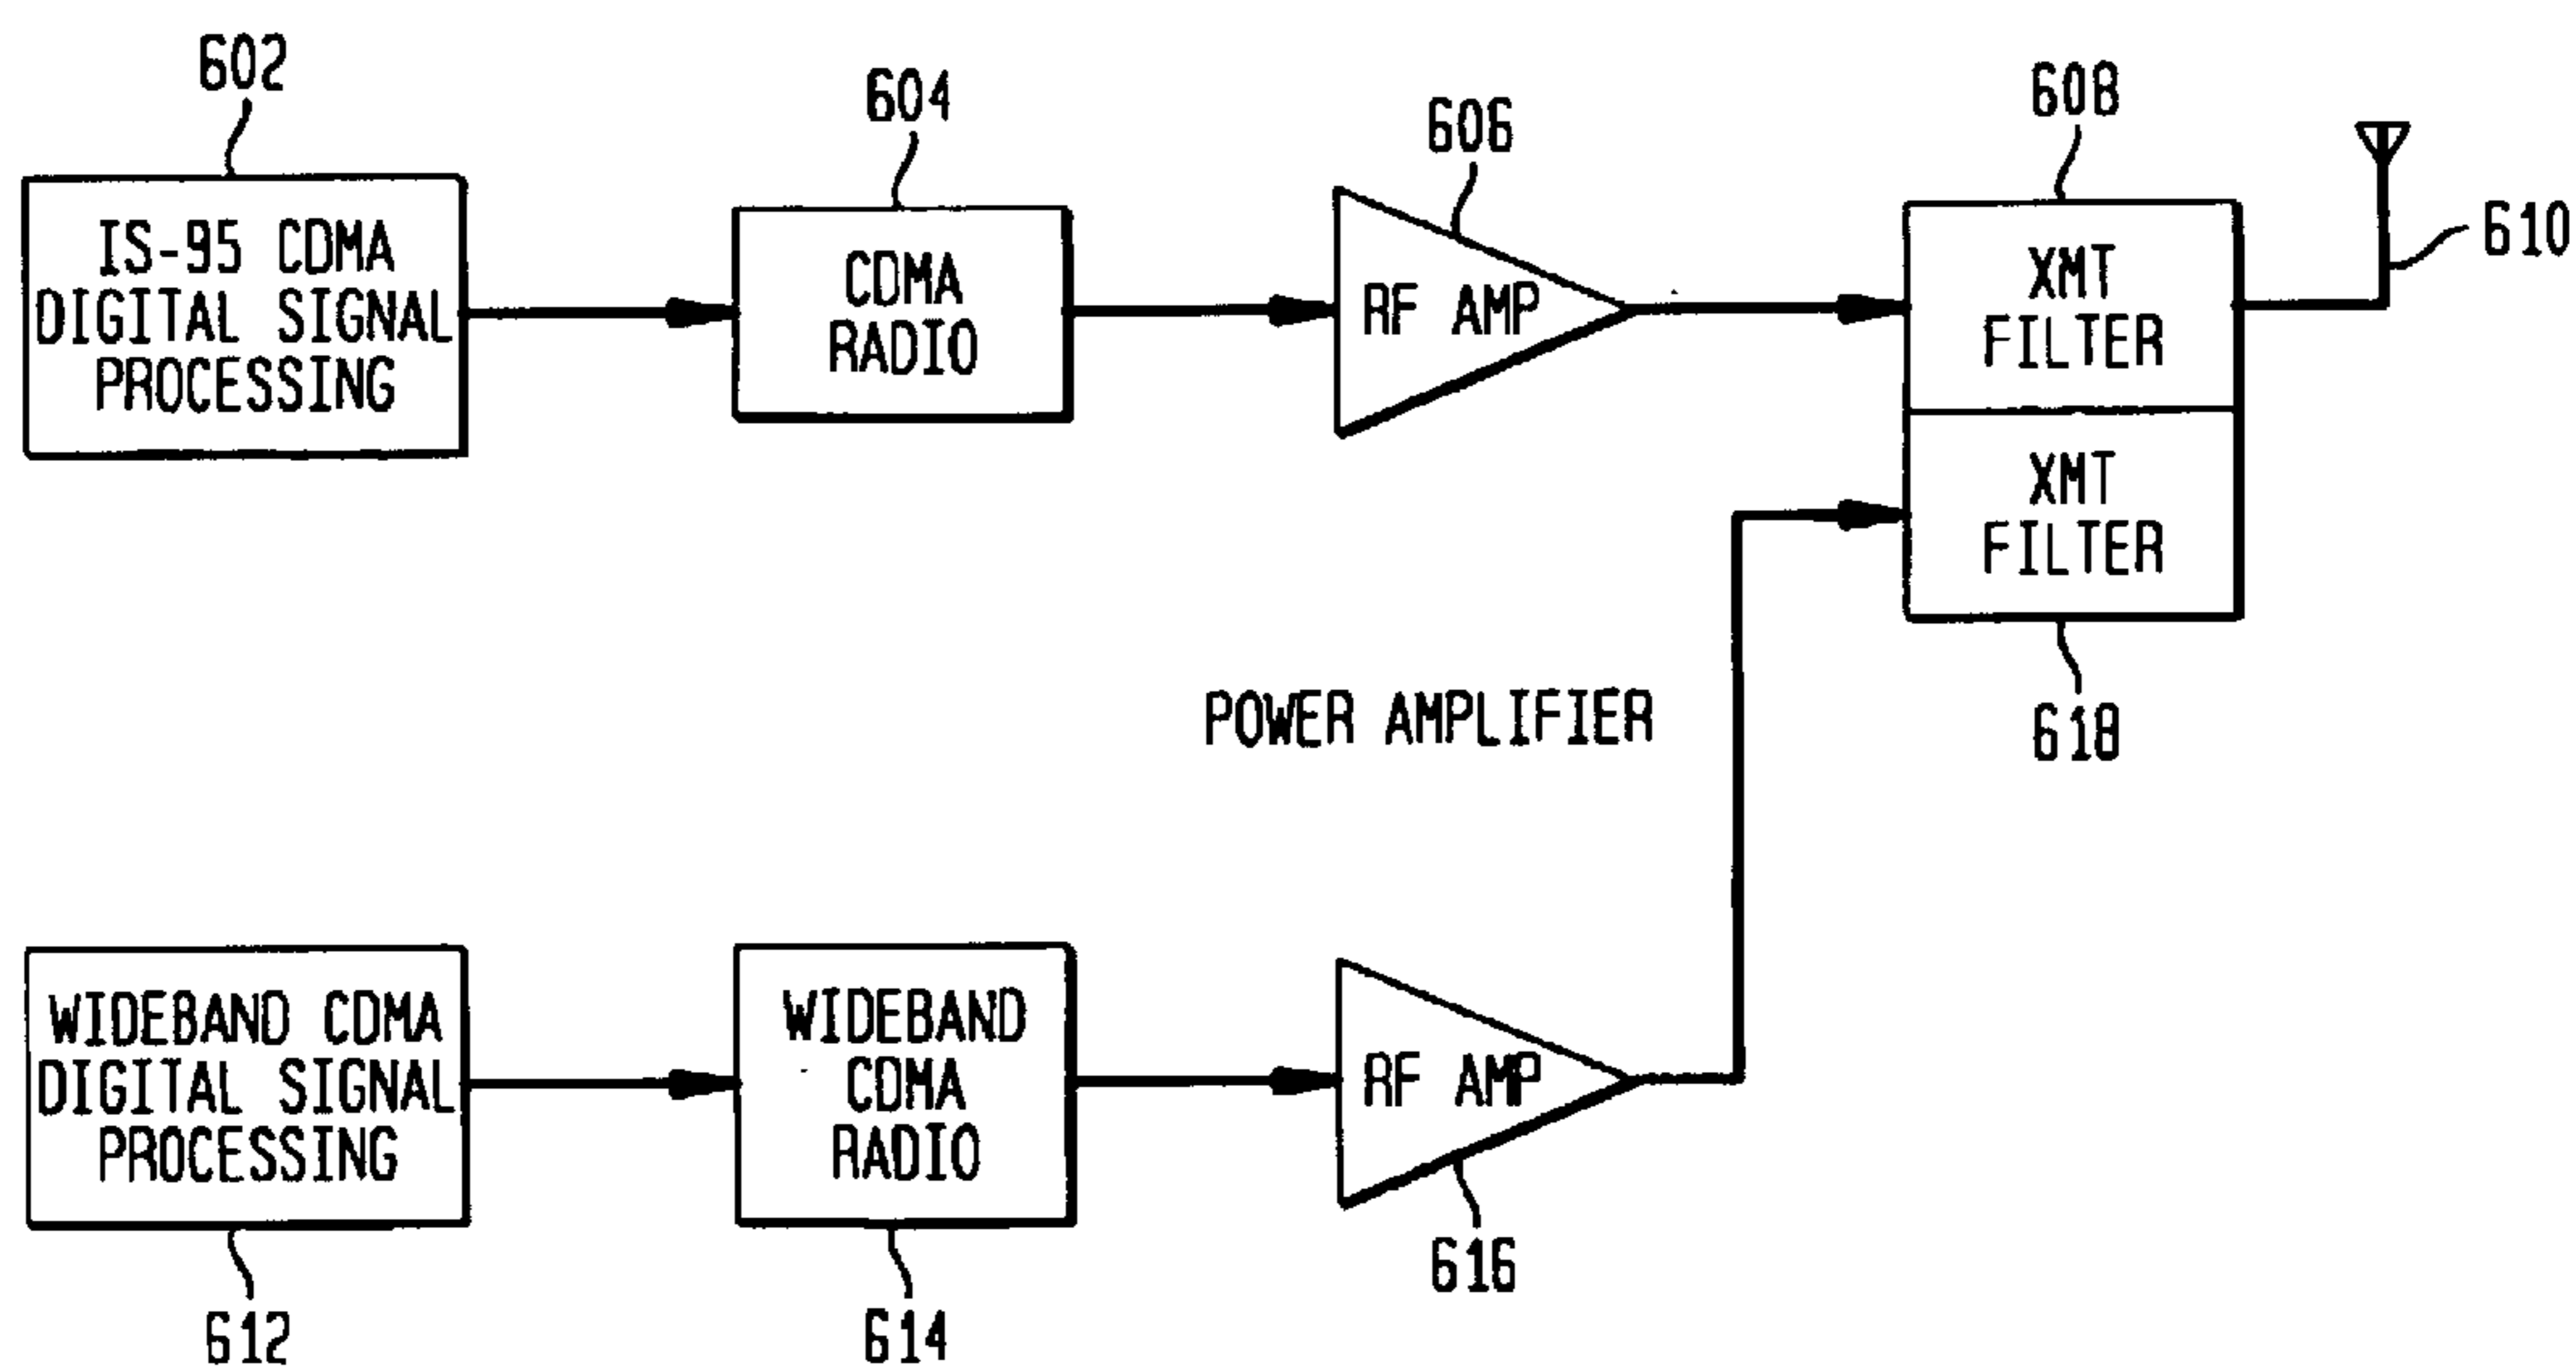 602
604
606
608
610
IS-95 CDMA
DIGITAL SIGNAL
PROCESSING
CDMA
RADIO
RF AMP
XMT
FILTER
XMT
FILTER
618
POWER AMPLIFIER
WIDEBAND CDMA
DIGITAL SIGNAL
PROCESSING
WIDEBAND
CDMA
RADIO
RF AMP
612
614
616